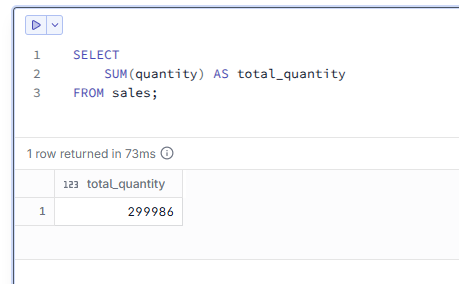 1 SELECT
2 SUM(quantity) AS total_quantity
3 FROM sales;
1 row returned in 73ms
123 total_quantity
1 299986